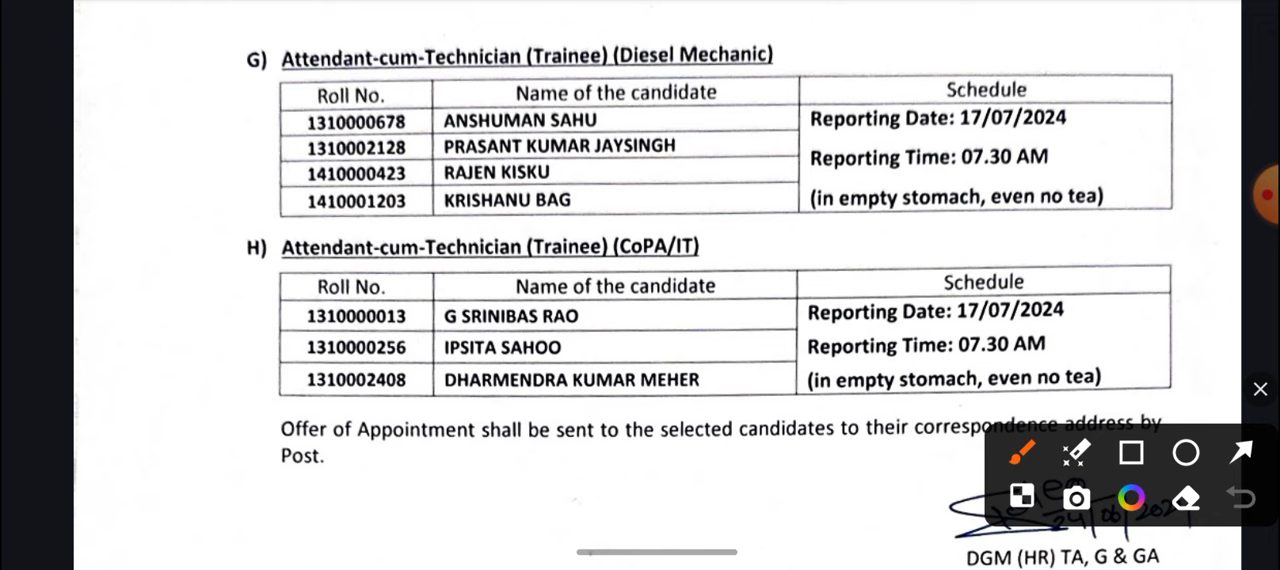 G) Attendant-cum-Technician (Trainee) (Diesel Mechanic)
Roll No. Name of the candidate Schedule
1310000678 ANSHUMAN SAHU Reporting Date: 17/07/2024
1310002128 PRASANT KUMAR JAYSINGH
Reporting Time: 07.30 AM
1410000423 RAJEN KISKU
1410001203 KRISHANU BAG (in empty stomach, even no tea)
H) Attendant-cum-Technician (Trainee) (CoPA/IT)
Roll No. Name of the candidate Schedule
1310000013 G SRINIBAS RAO Reporting Date: 17/07/2024
1310000256 IPSITA SAHOO Reporting Time: 07.30 AM
1310002408 DHARMENDRA KUMAR MEHER (in empty stomach, even no tea)
Offer of Appointment shall be sent to the selected candidates to their correspondence address by
Post.
DGM (HR) TA, G & GA